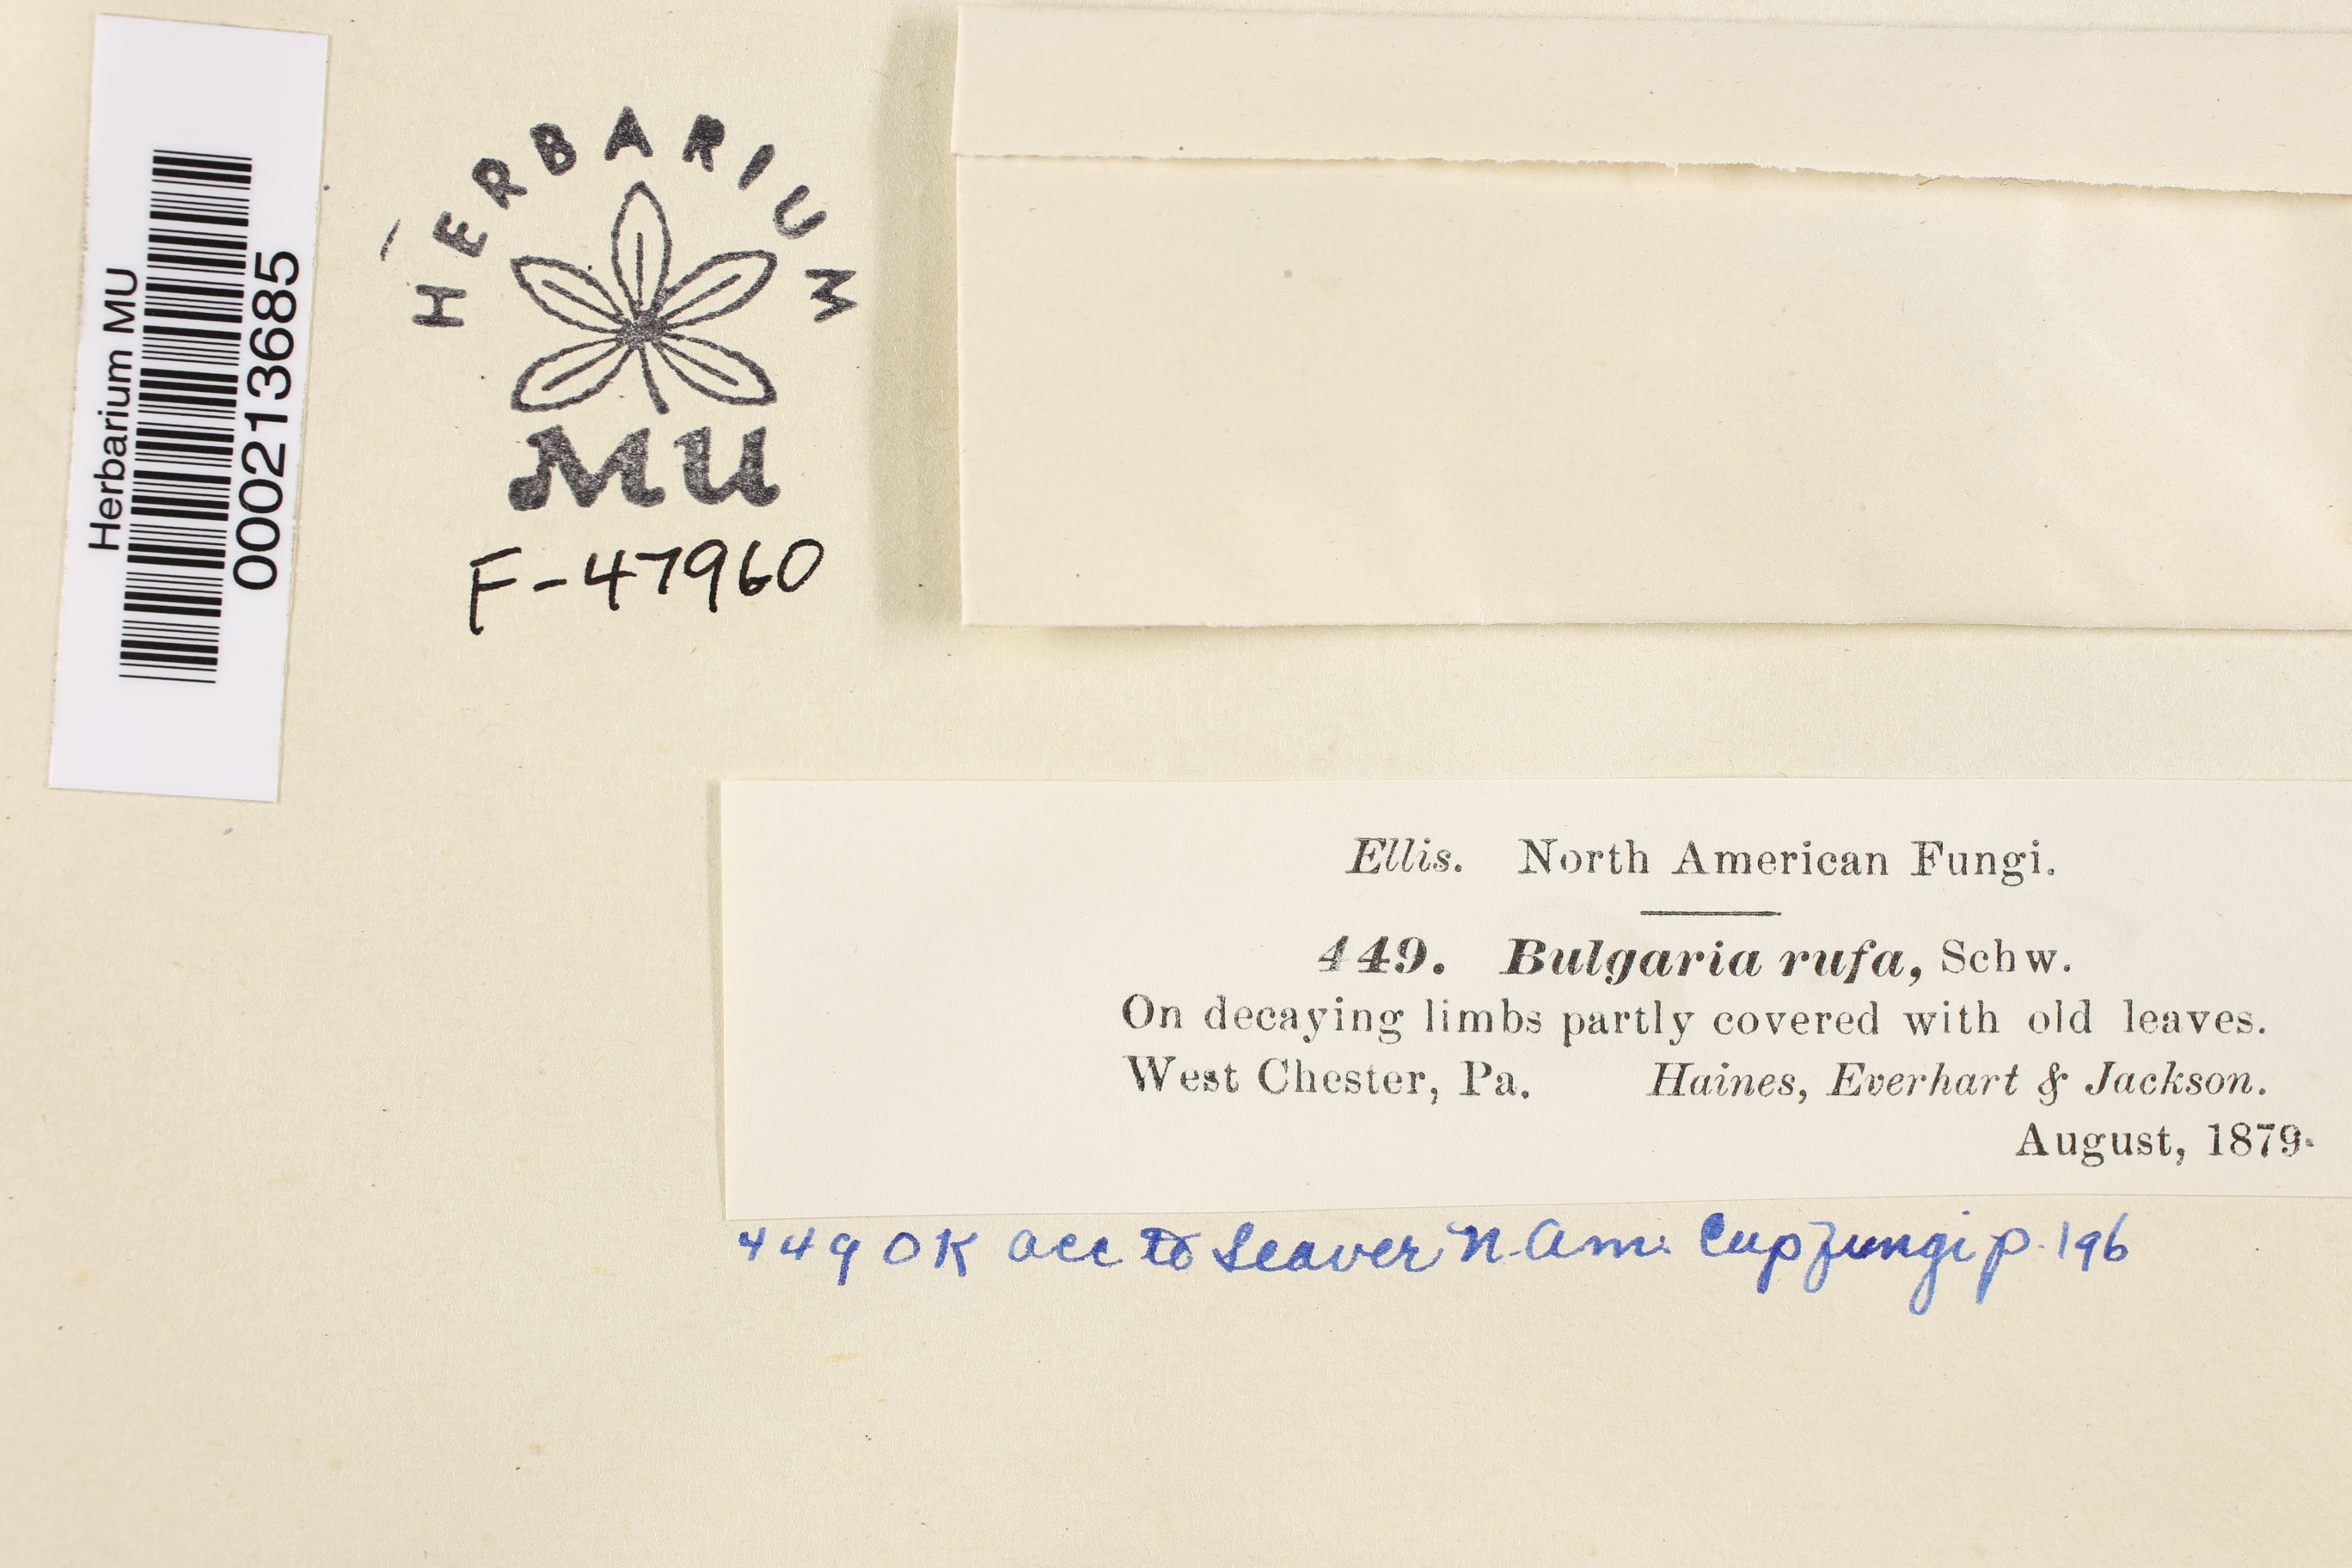 Herbarium MU
000213685
HERBARIUM
MU
F-47960
Ellis. North American Fungi.
449. Bulgaria rufa, Schw.
On decaying limbs partly covered with old leaves.
West Chester, Pa. Haines, Everhart & Jackson.
August, 1879.
449 OK acc to Seaver N. Am. Cup fungi p. 196